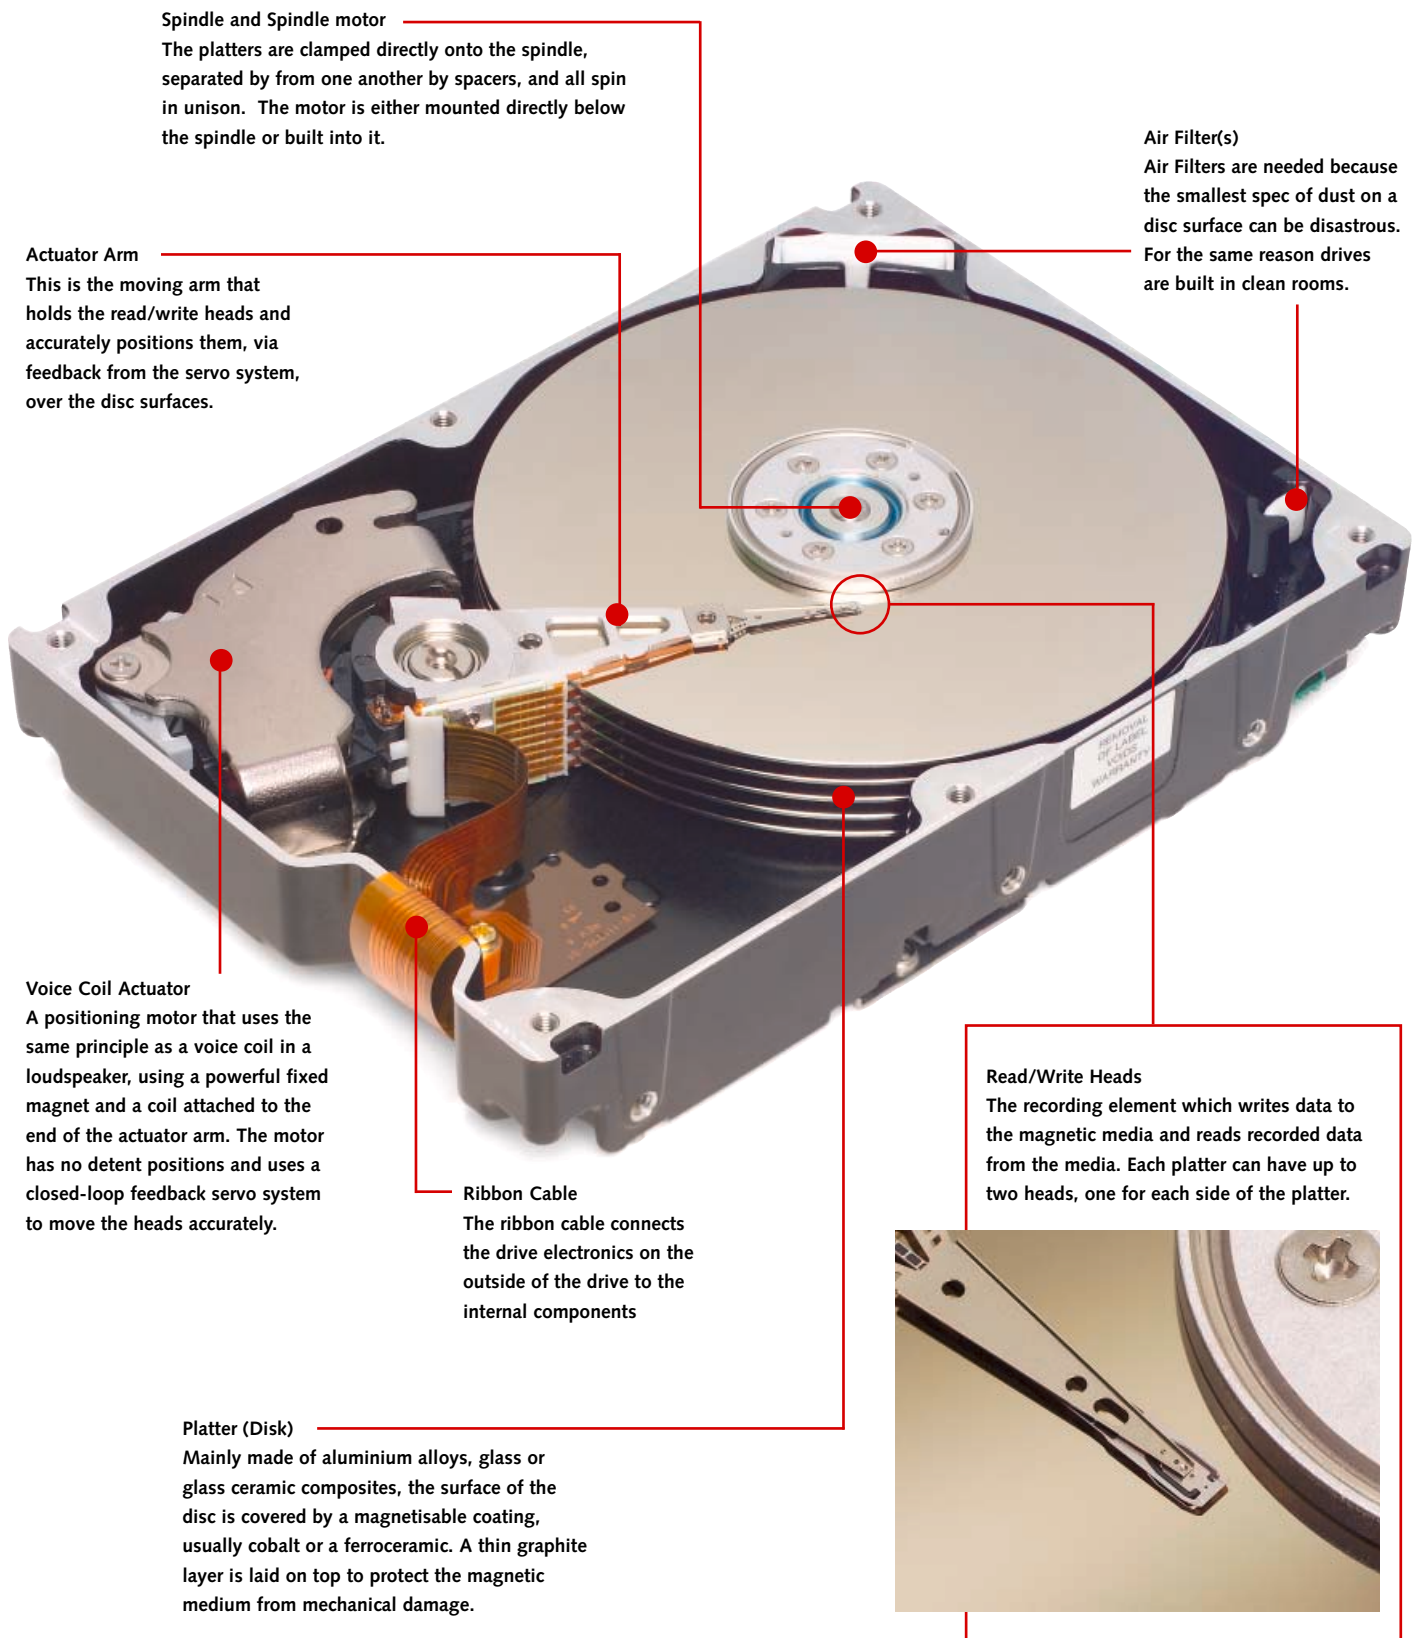 Spindle and Spindle motor
The platters are clamped directly onto the spindle,
separated by from one another by spacers, and all spin
in unison. The motor is either mounted directly below
the spindle or built into it.
Air Filter(s)
Air Filters are needed because
the smallest spec of dust on a
disc surface can be disastrous.
For the same reason drives
are built in clean rooms.
Actuator Arm
This is the moving arm that
holds the read/write heads and
accurately positions them, via
feedback from the servo system,
over the disc surfaces.
REMOVAL
OF LABEL
VOIDS
WARRANTY
Voice Coil Actuator
A positioning motor that uses the
same principle as a voice coil in a
loudspeaker, using a powerful fixed
magnet and a coil attached to the
end of the actuator arm. The motor
has no detent positions and uses a
closed-loop feedback servo system
to move the heads accurately.
Read/Write Heads
The recording element which writes data to
the magnetic media and reads recorded data
from the media. Each platter can have up to
two heads, one for each side of the platter.
Ribbon Cable
The ribbon cable connects
the drive electronics on the
outside of the drive to the
internal components
Platter (Disk)
Mainly made of aluminium alloys, glass or
glass ceramic composites, the surface of the
disc is covered by a magnetisable coating,
usually cobalt or a ferroceramic. A thin graphite
layer is laid on top to protect the magnetic
medium from mechanical damage.